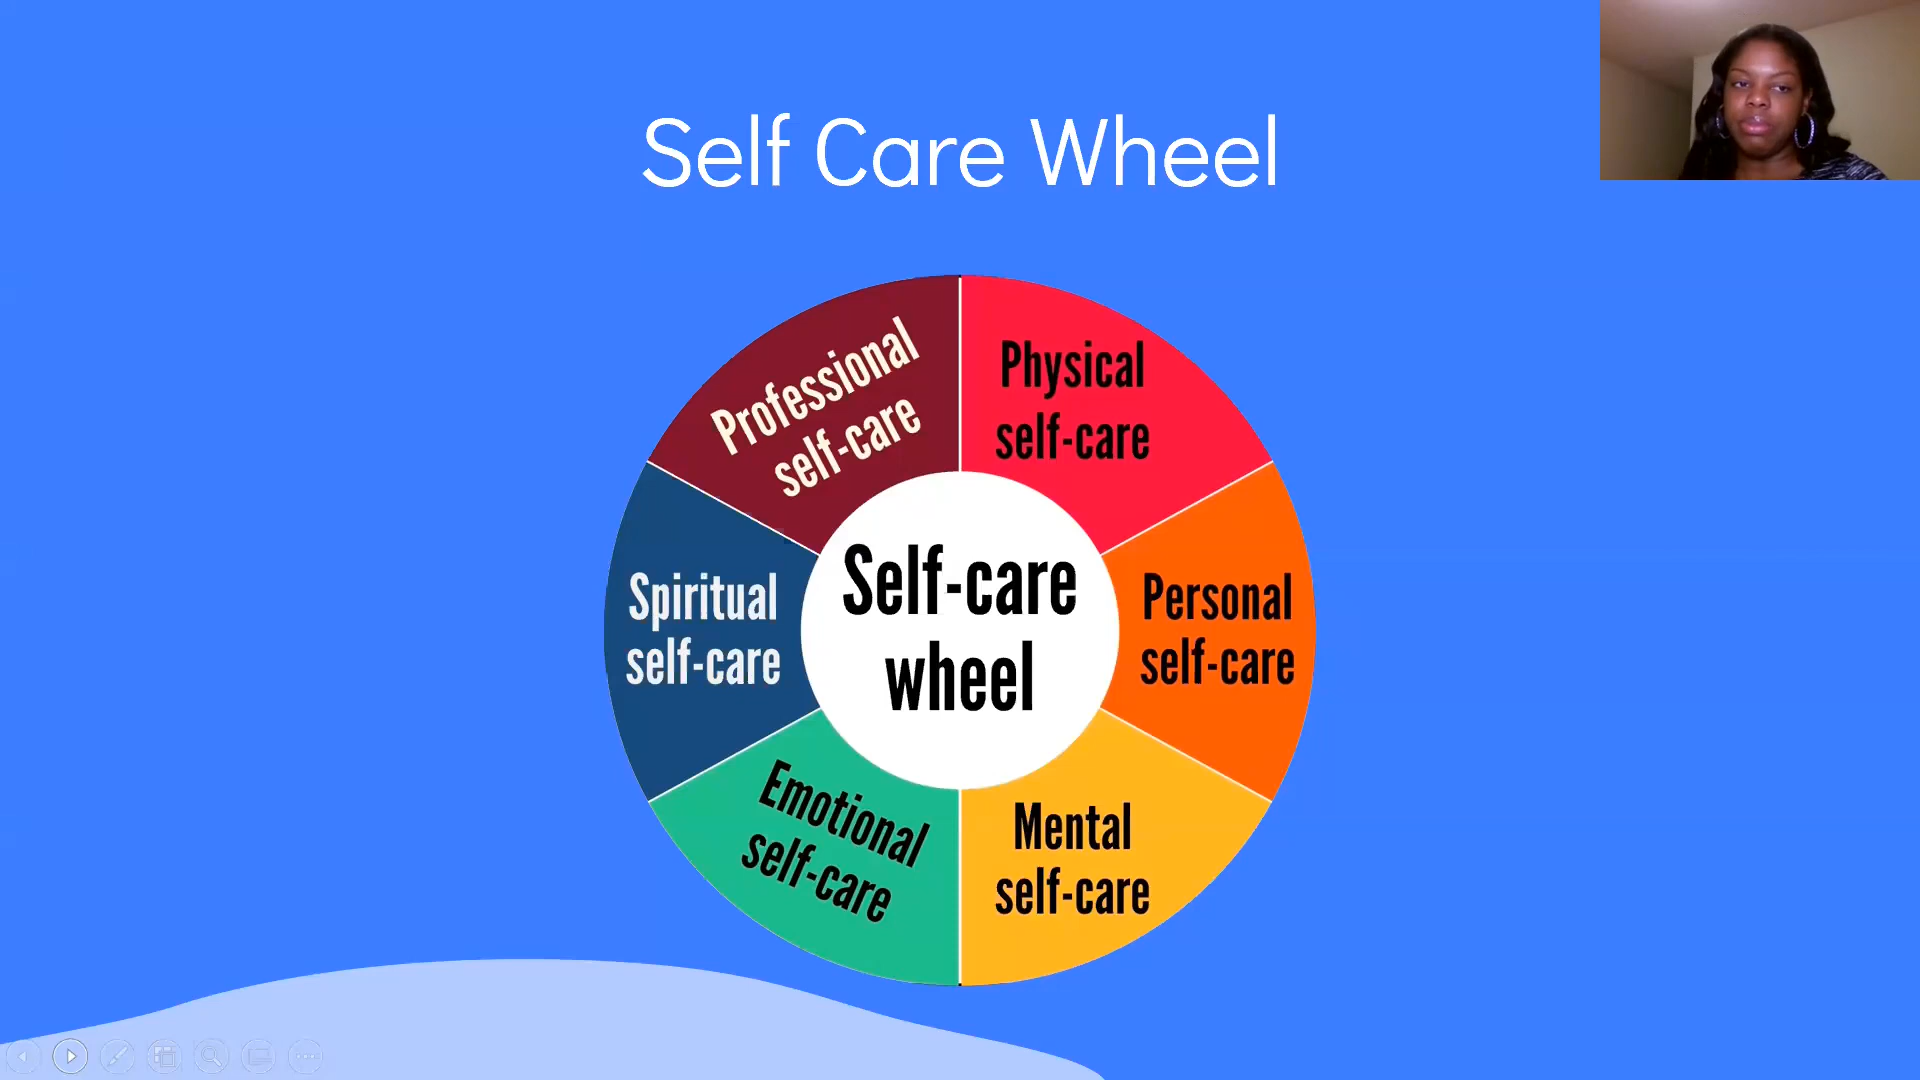 Self Care Wheel
Professional
self-care
Physical
self-care
Spiritual
self-care
Self-care
wheel
Personal
self-care
Emotional
self-care
Mental
self-care